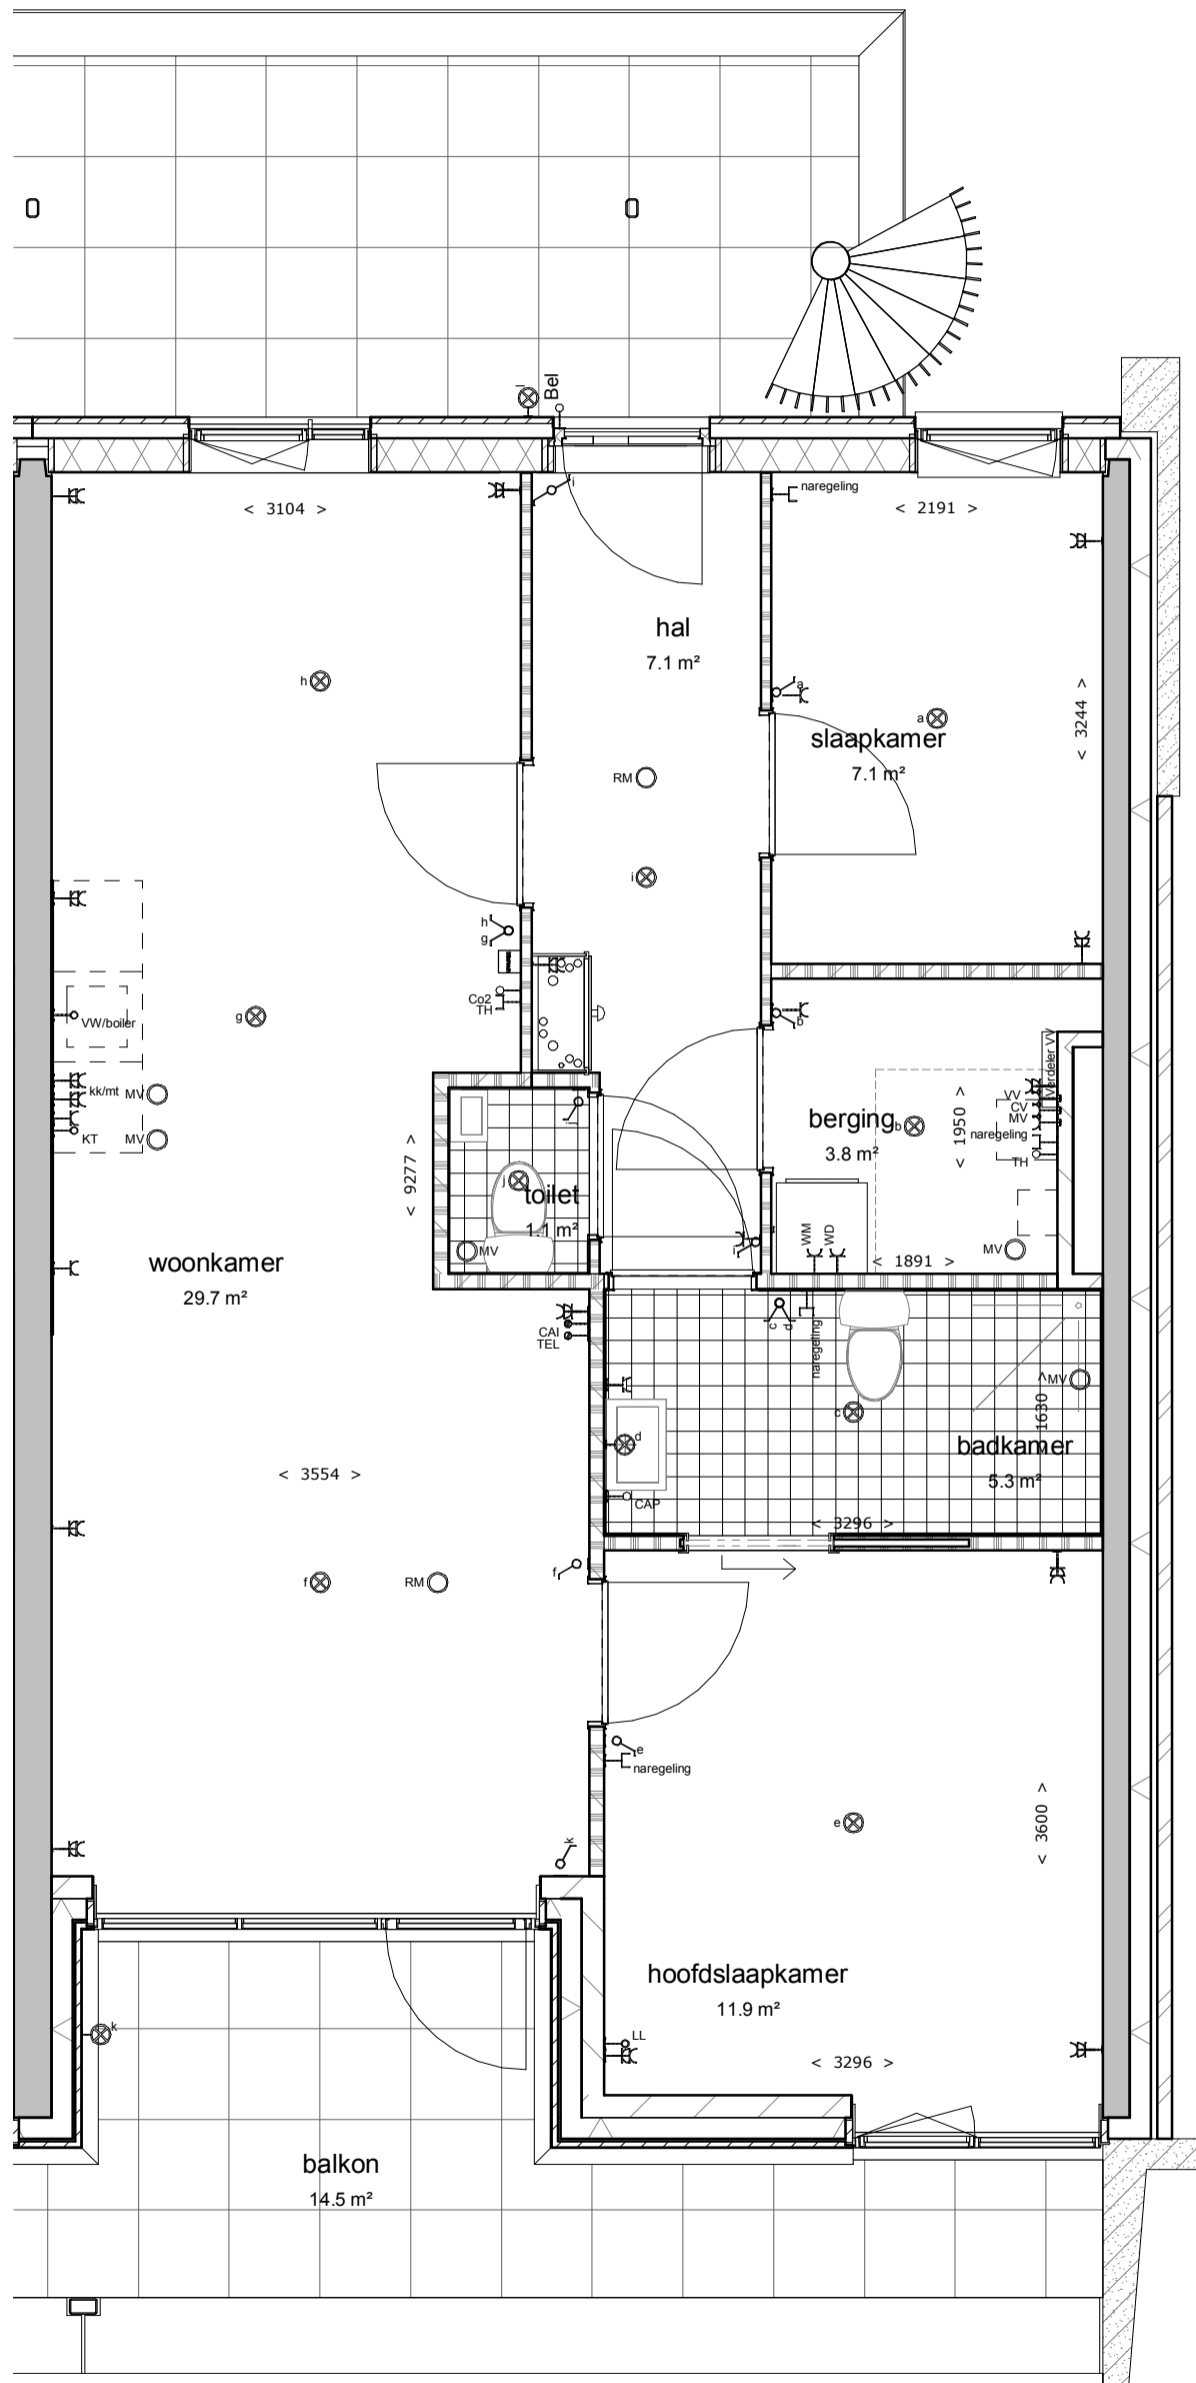 Bel
l
i
naregeling
< 3104 >
< 2191 >
hal
7.1 m²
h
a
a
slaapkamer
7.1 m²
< 3244 >
RM
i
h
g
Co2
TH
g
VW/boiler
kk/mt
MV
KT
MV
b
Verdeler VV
VV
CV
MV
naregeling
TH
berging
b
3.8 m²
< 1950 >
< 9277 >
j
j
toilet
1.1 m²
MV
i
WM
WD
MV
< 1891 >
woonkamer
29.7 m²
CAI
TEL
c
d
naregeling
MV
< 1630 >
c
d
badkamer
5.3 m²
< 3554 >
CAP
< 3296 >
f
f
RM
e
naregeling
e
< 3600 >
k
hoofdslaapkamer
11.9 m²
k
LL
< 3296 >
balkon
14.5 m²